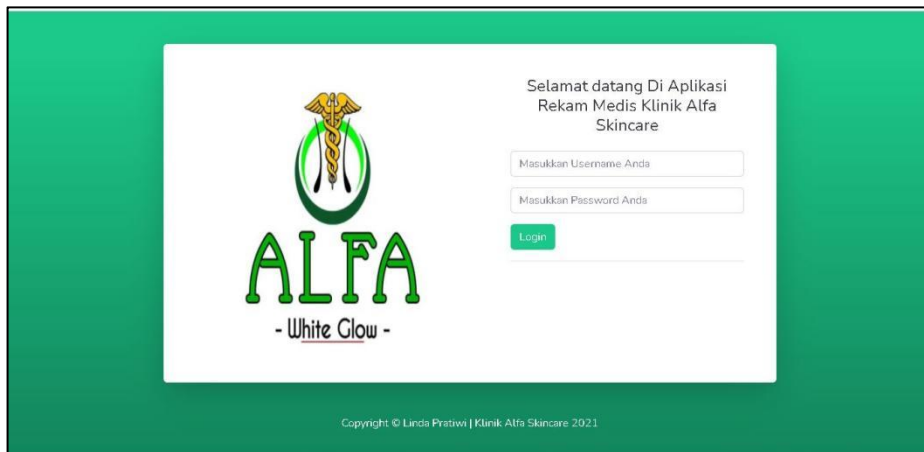 Selamat datang Di Aplikasi
Rekam Medis Klinik Alfa
Skincare
Masukkan Username Anda
Masukkan Password Anda
Login
ALFA
- White Glow -
Copyright © Linda Pratiwi | Klinik Alfa Skincare 2021